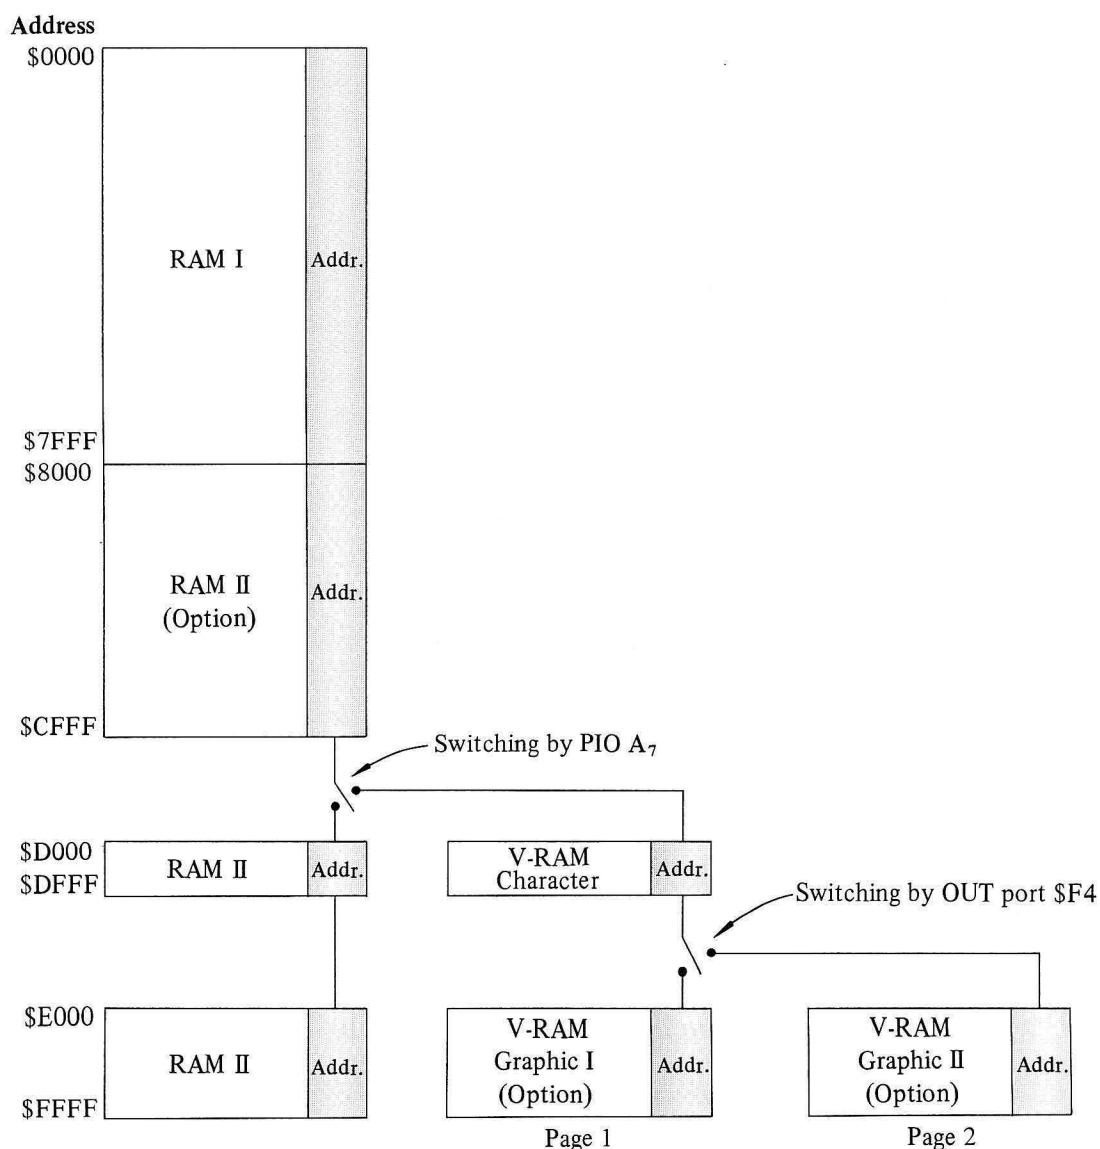 Address
$0000
RAM I
Addr.
$7FFF
$8000
RAM II
(Option)
Addr.
$CFFF
Switching by PIO A₇
$D000
$DFFF
RAM II
Addr.
V-RAM
Character
Addr.
Switching by OUT port $F4
$E000
$FFFF
RAM II
Addr.
V-RAM
Graphic I
(Option)
Addr.
V-RAM
Graphic II
(Option)
Addr.
Page 1
Page 2